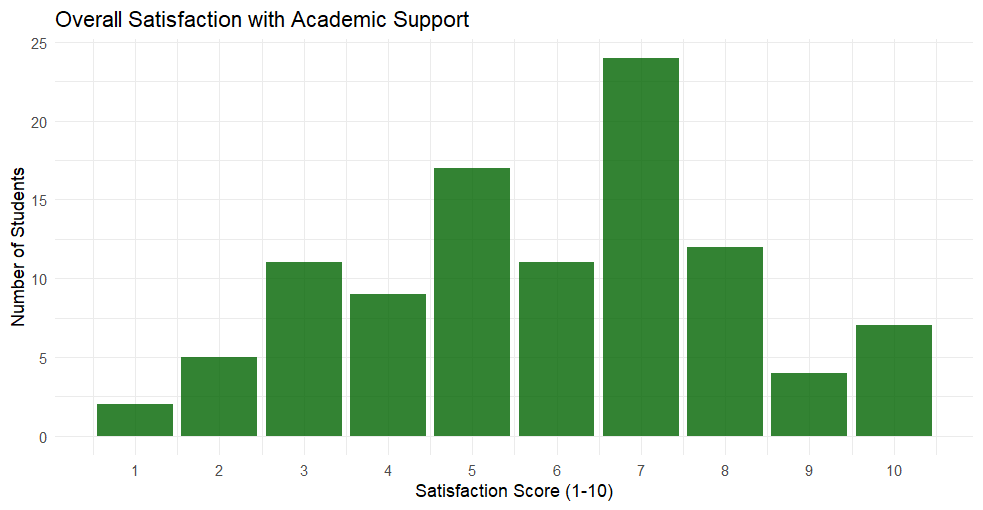 Overall Satisfaction with Academic Support
25
20
15
10
5
0
Number of Students
1 2 3 4 5 6 7 8 9 10
Satisfaction Score (1-10)